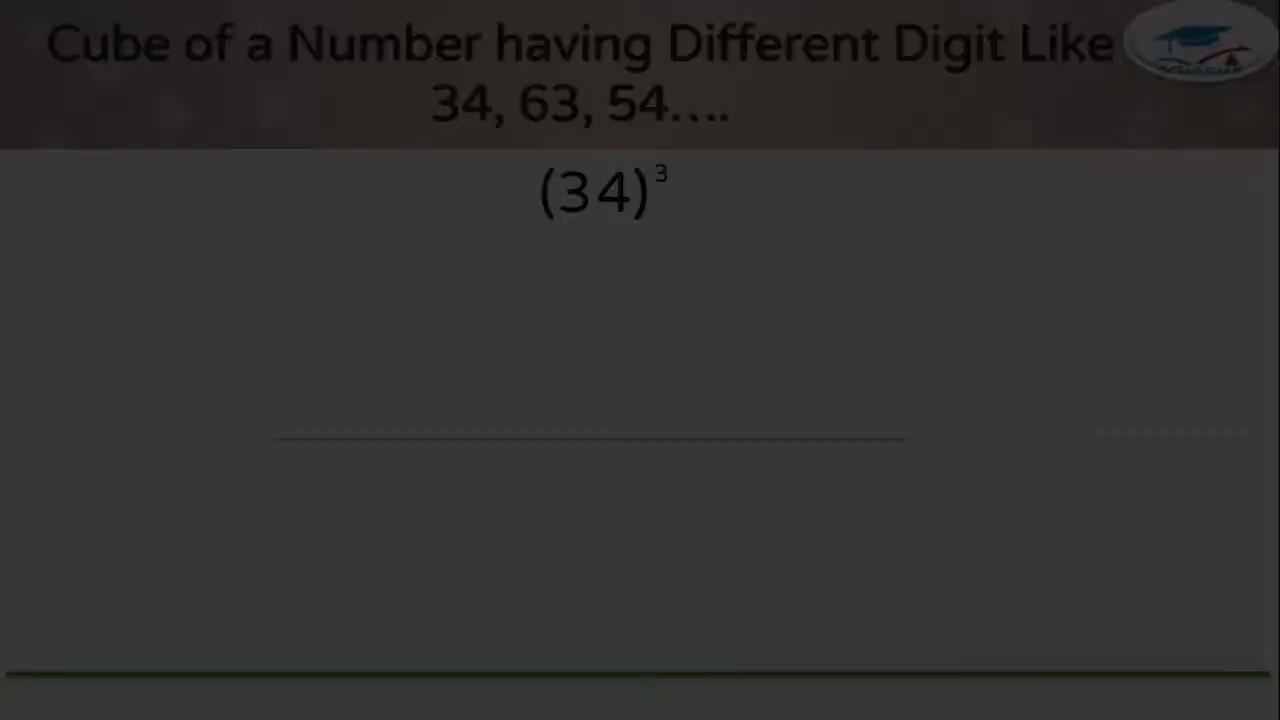 Cube of a Number having Different Digit Like
34, 63, 54....
(34)³